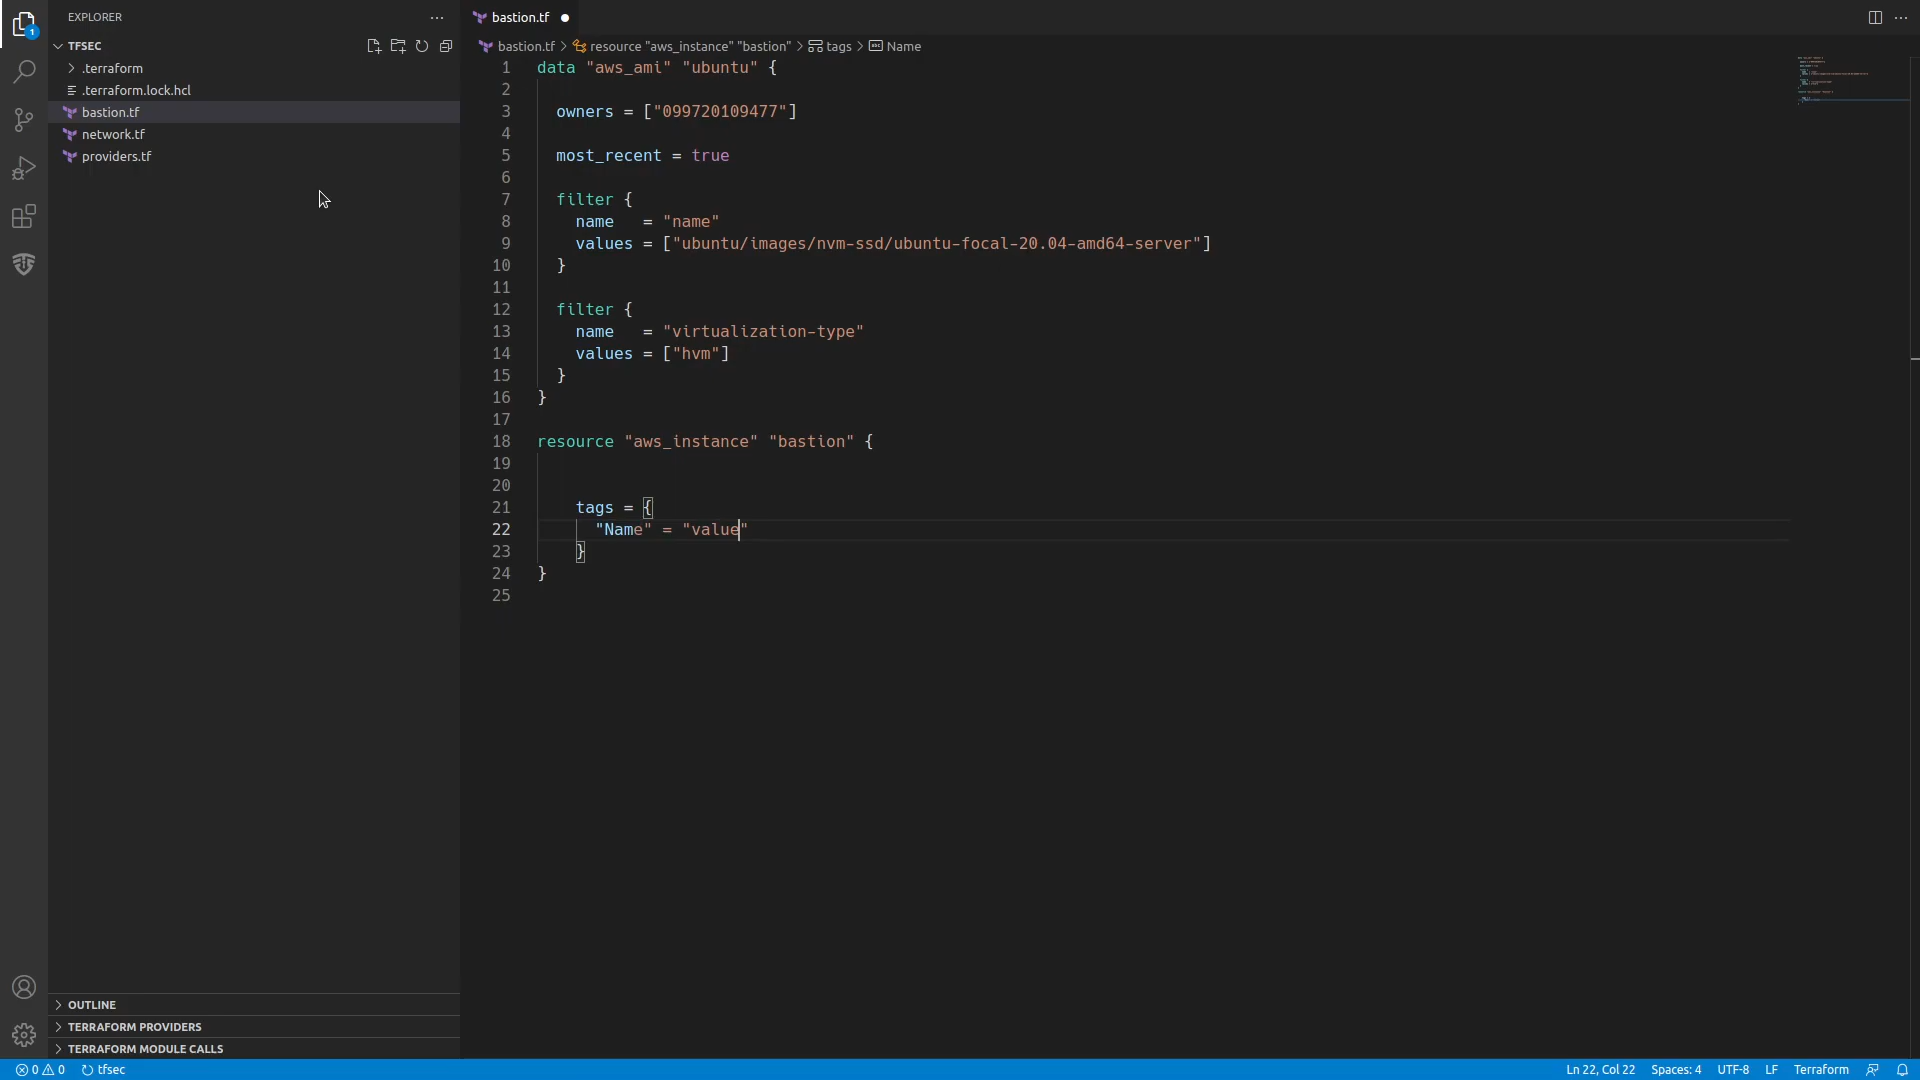 EXPLORER
TFSEC
.terraform
.terraform.lock.hcl
bastion.tf
network.tf
providers.tf
OUTLINE
TERRAFORM PROVIDERS
TERRAFORM MODULE CALLS
1
bastion.tf
bastion.tf > resource "aws_instance" "bastion" > tags > Name
1 data "aws_ami" "ubuntu" {
2
3 owners = ["099720109477"]
4
5 most_recent = true
6
7 filter {
8 name = "name"
9 values = ["ubuntu/images/nvm-ssd/ubuntu-focal-20.04-amd64-server"]
10 }
11
12 filter {
13 name = "virtualization-type"
14 values = ["hvm"]
15 }
16 }
17
18 resource "aws_instance" "bastion" {
19
20
21 tags = {
22 "Name" = "value"
23 }
24 }
25
0 0 tfsec
Ln 22, Col 22 Spaces: 4 UTF-8 LF Terraform